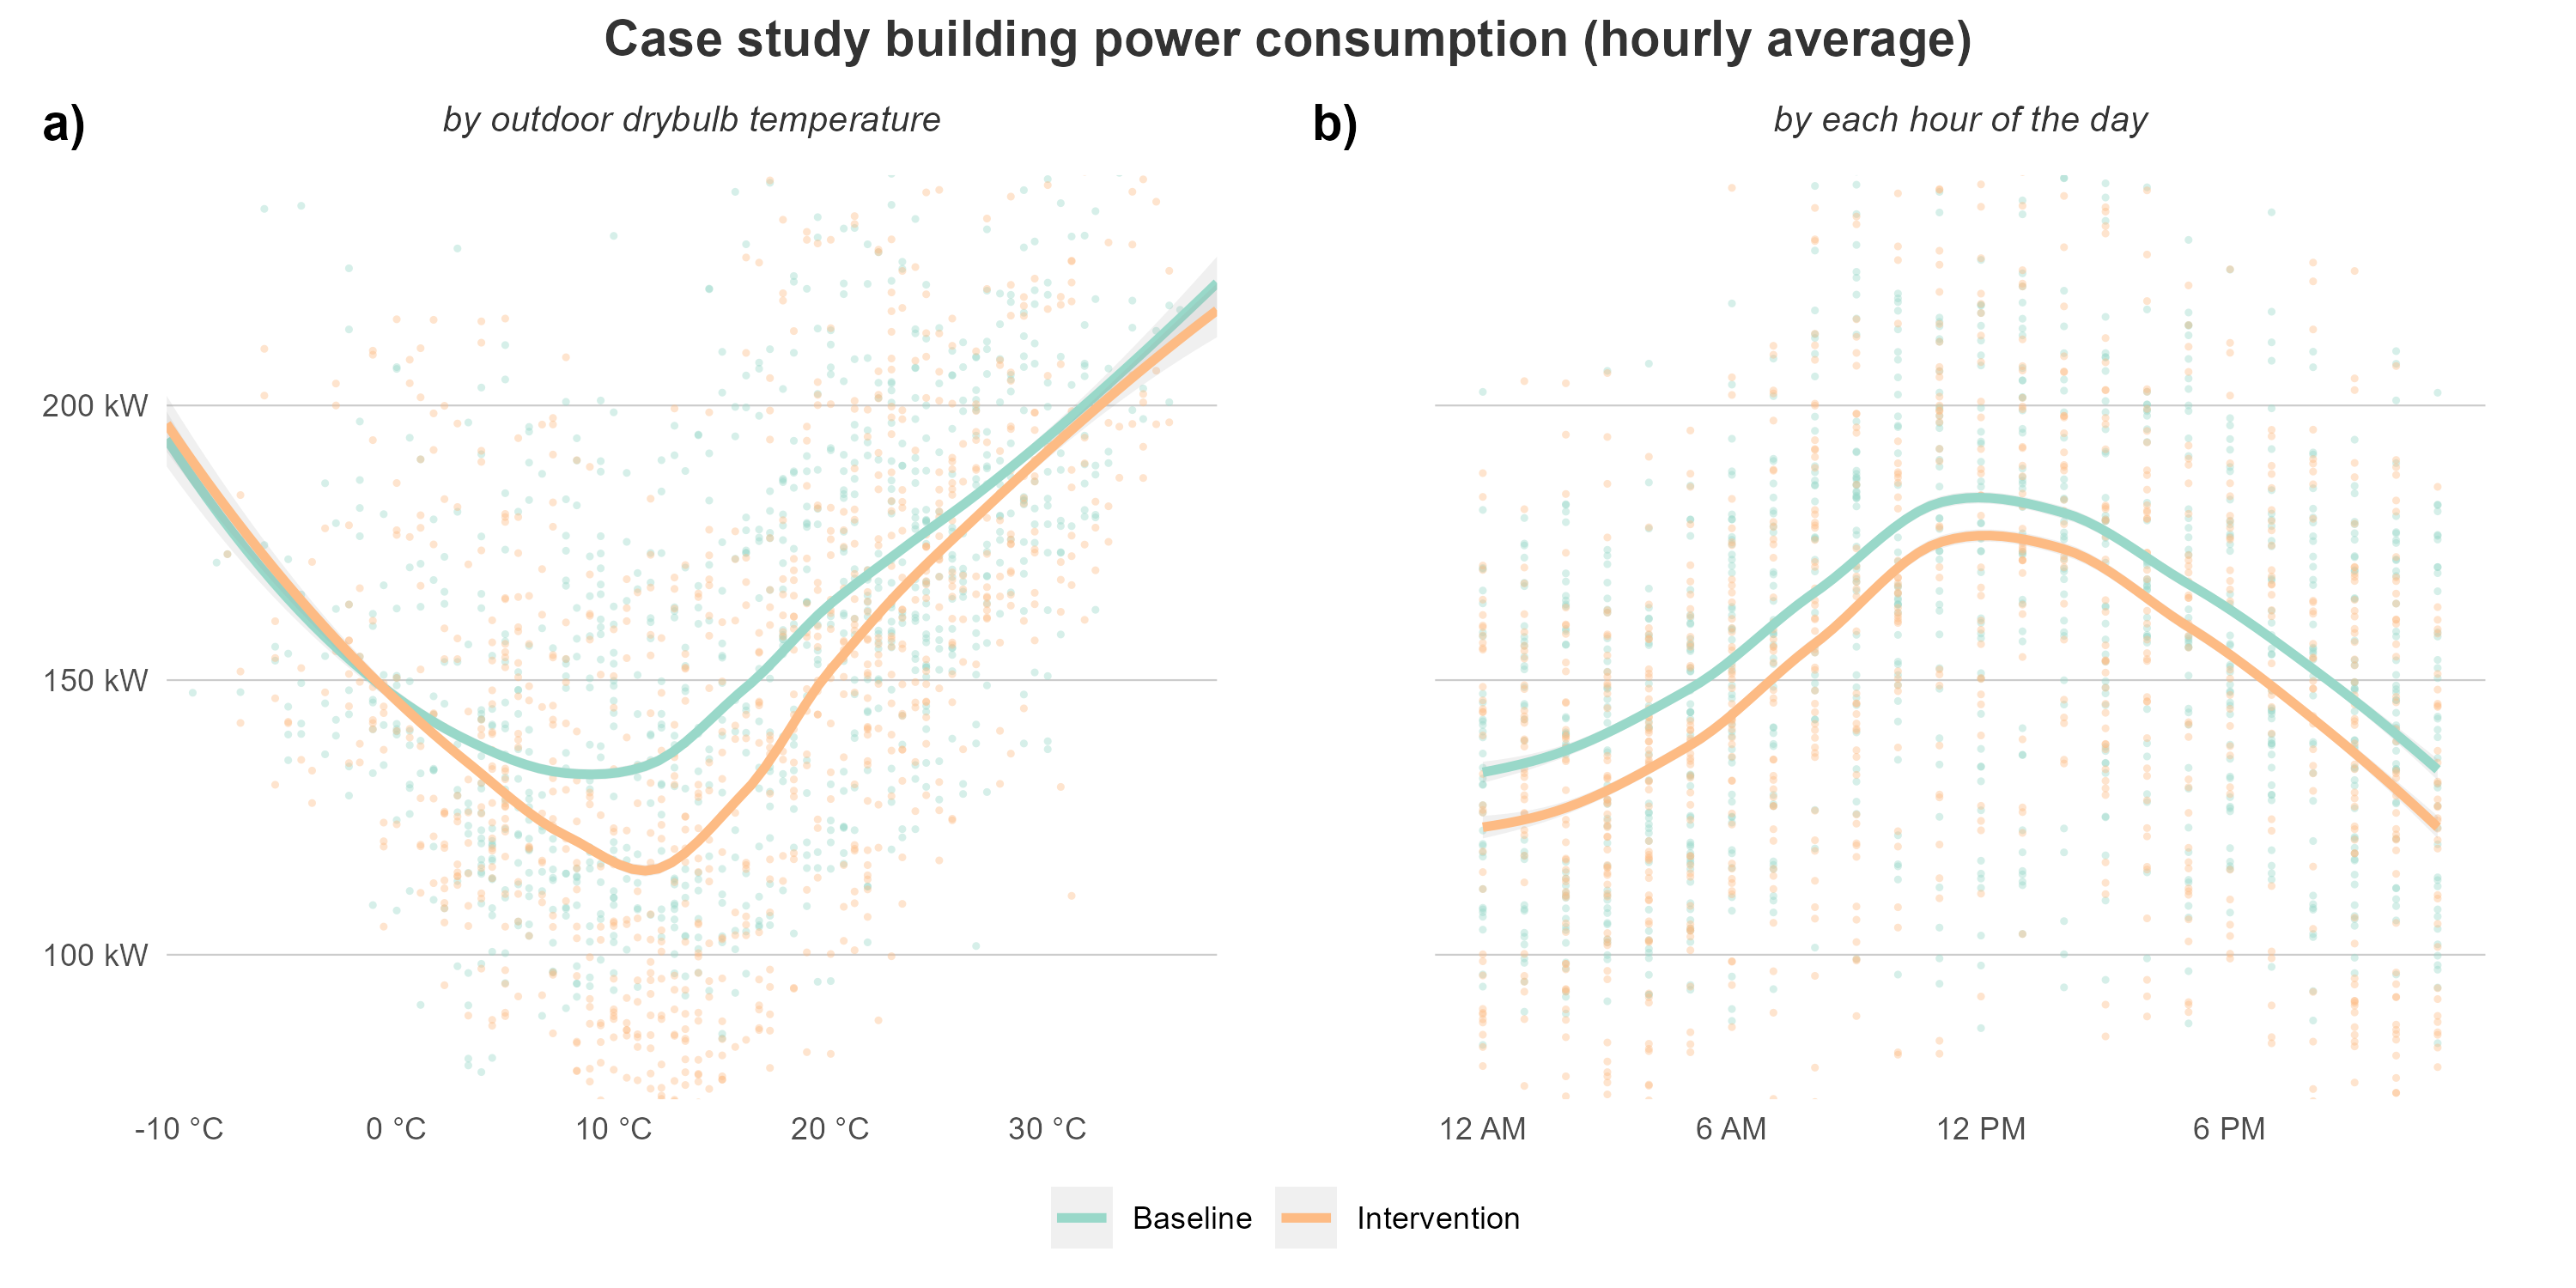 Case study building power consumption (hourly average)
a)
by outdoor drybulb temperature
200 kW
150 kW
100 kW
-10 °C 0 °C 10 °C 20 °C 30 °C
b)
by each hour of the day
12 AM 6 AM 12 PM 6 PM
Baseline Intervention